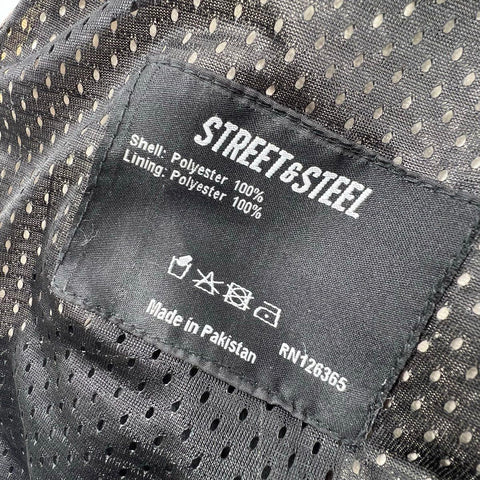 STREET&STEEL
Shell: Polyester 100%
Lining: Polyester 100%
Made in Pakistan
RN126365